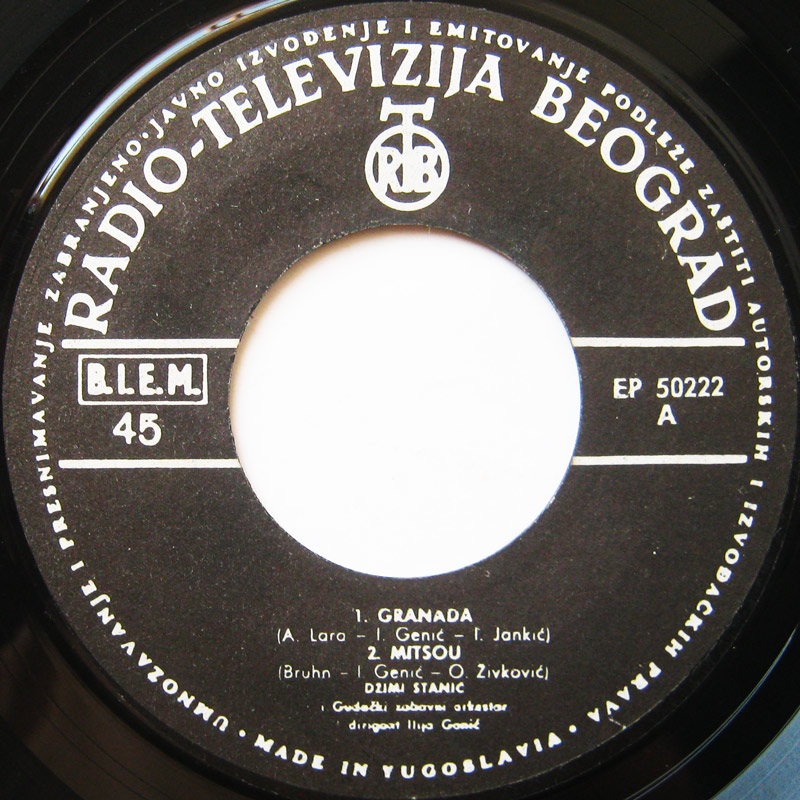 UMNOZAVANJE I PRESNIMAVANJE ZABRANJENO · JAVNO IZVOĐENJE I EMITOVANJE PODLEŽE ZAŠTITI AUTORSKIH I IZVOĐAČKIH PRAVA · MADE IN YUGOSLAVIA ·
RADIO-TELEVIZIJA BEOGRAD
RTB
B.I.E.M.
45
EP 50222
A
1. GRANADA
(A. Lara – I. Genić – T. Jankić)
2. MITSOU
(Bruhn – I. Genić – O. Živković)
DŽIMI STANIĆ
i Gudački zabavni orkestar
dirigent Ilija Genić